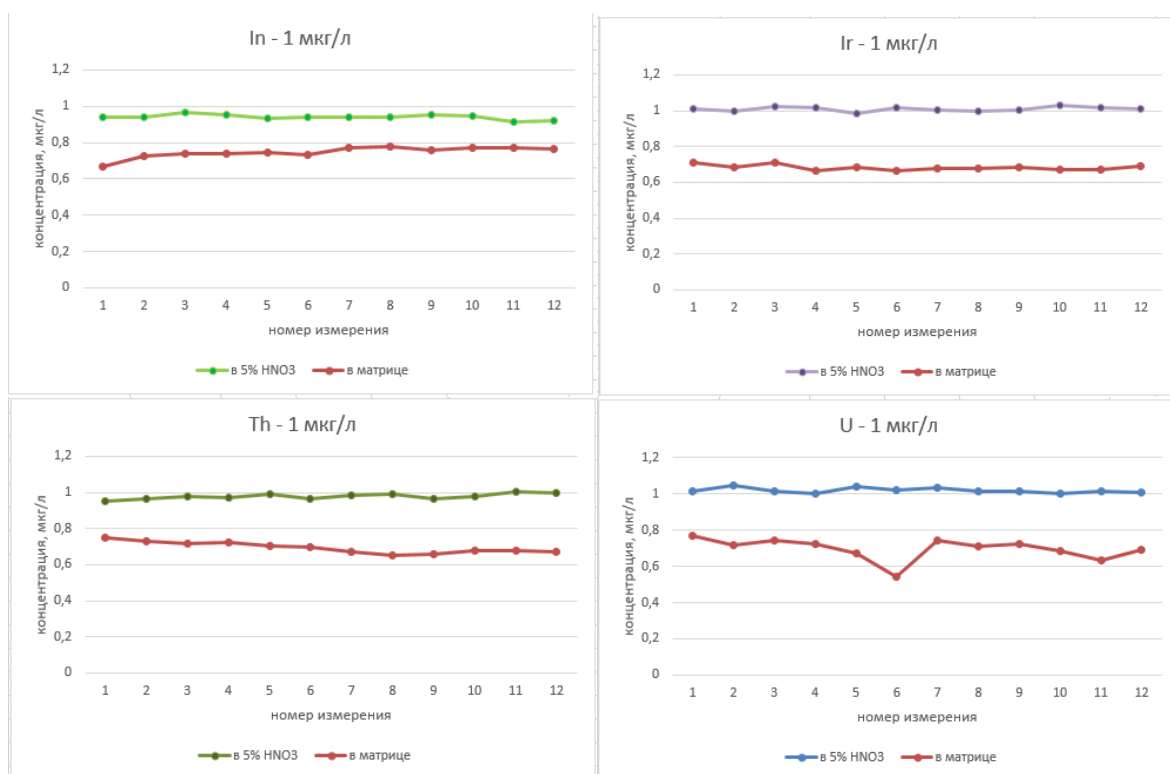 In - 1 мкг/л
1,2
1
0,8
0,6
0,4
0,2
0
концентрация, мкг/л
1 2 3 4 5 6 7 8 9 10 11 12
номер измерения
в 5% HNO3 в матрице
Ir - 1 мкг/л
1,2
1
0,8
0,6
0,4
0,2
0
концентрация, мкг/л
1 2 3 4 5 6 7 8 9 10 11 12
номер измерения
в 5% HNO3 в матрице
Th - 1 мкг/л
1,2
1
0,8
0,6
0,4
0,2
0
концентрация, мкг/л
1 2 3 4 5 6 7 8 9 10 11 12
номер измерения
в 5% HNO3 в матрице
U - 1 мкг/л
1,2
1
0,8
0,6
0,4
0,2
0
концентрация, мкг/л
1 2 3 4 5 6 7 8 9 10 11 12
номер измерения
в 5% HNO3 в матрице